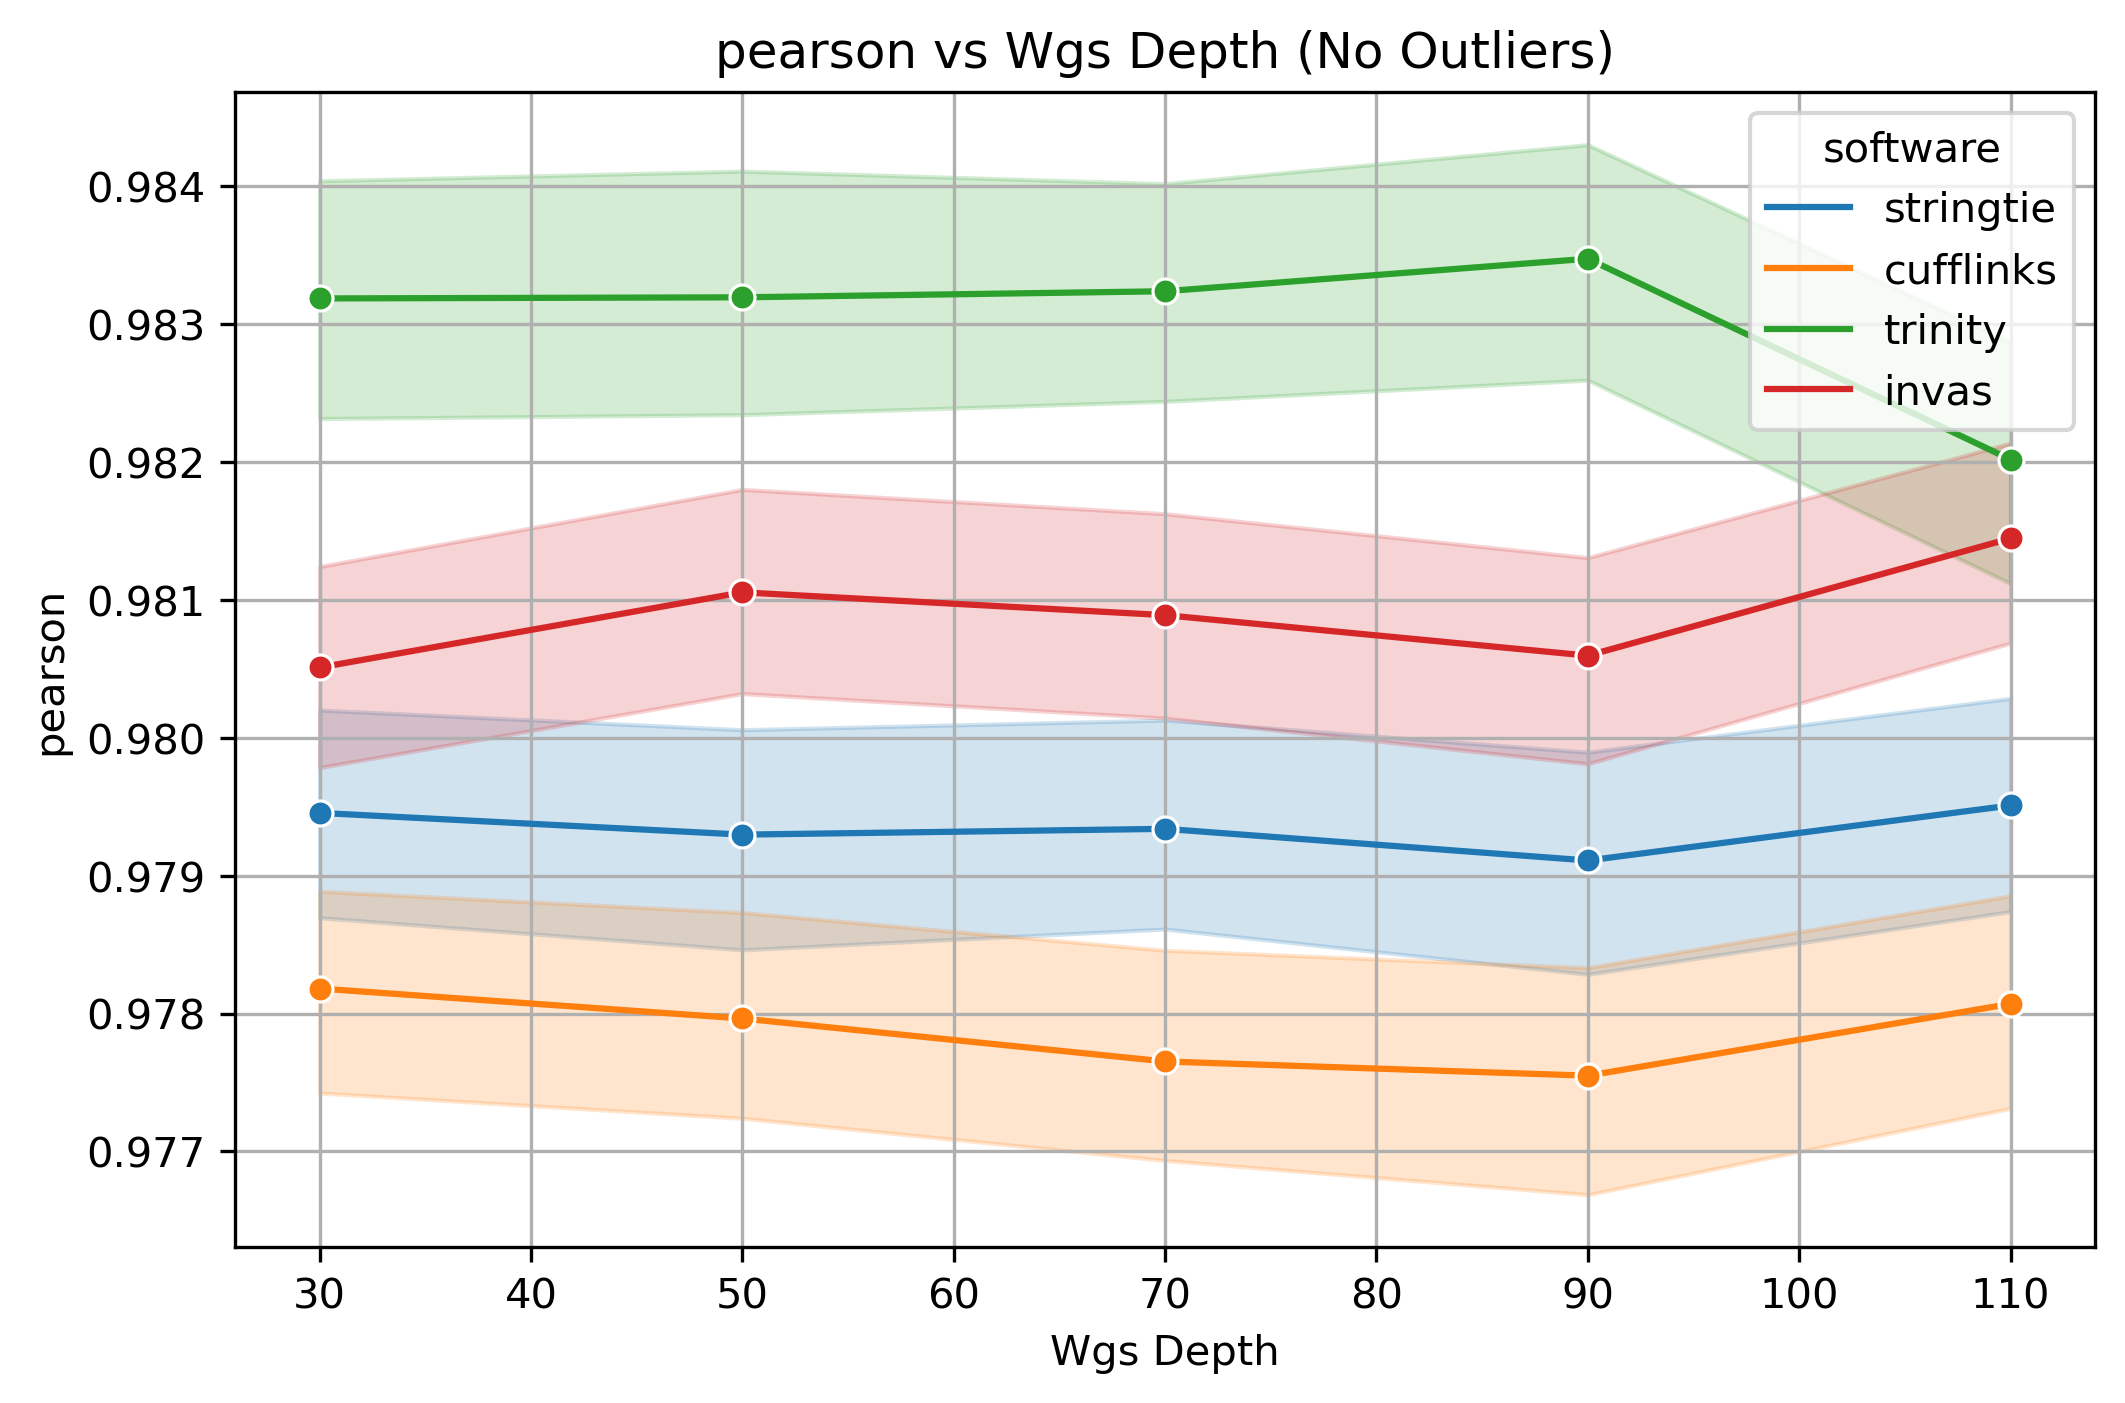 pearson vs Wgs Depth (No Outliers)
software
stringtie
cufflinks
trinity
invas
0.984
0.983
0.982
0.981
0.980
0.979
0.978
0.977
pearson
30 40 50 60 70 80 90 100 110
Wgs Depth